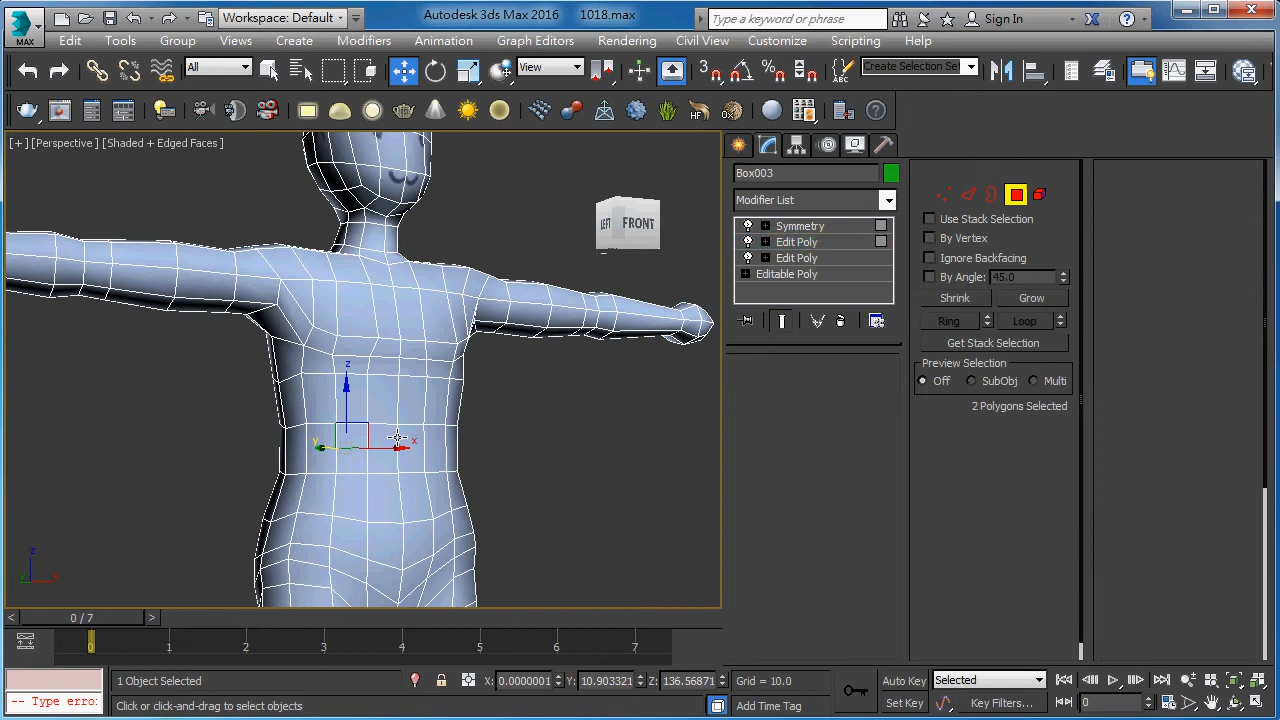 Workspace: Default
Autodesk 3ds Max 2016 1018.max
Type a keyword or phrase
Sign In
MAX
Edit Tools Group Views Create Modifiers Animation Graph Editors Rendering Civil View Customize Scripting Help
All
View
3
Create Selection Se
HF
[+] [Perspective] [Shaded + Edged Faces]
LEFT FRONT
z
y x
z
y x
Box003
Modifier List
Symmetry
Edit Poly
Edit Poly
Editable Poly
Use Stack Selection
By Vertex
Ignore Backfacing
By Angle: 45.0
Shrink Grow
Ring Loop
Get Stack Selection
Preview Selection
Off SubObj Multi
2 Polygons Selected
< 0 / 7 >
0 1 2 3 4 5 6 7
1 Object Selected
X: 0.0000001 Y: 10.903321 Z: 136.56871
Grid = 10.0
Auto Key Selected
-- Type erro:
Click or click-and-drag to select objects
Add Time Tag
Set Key Key Filters...
0